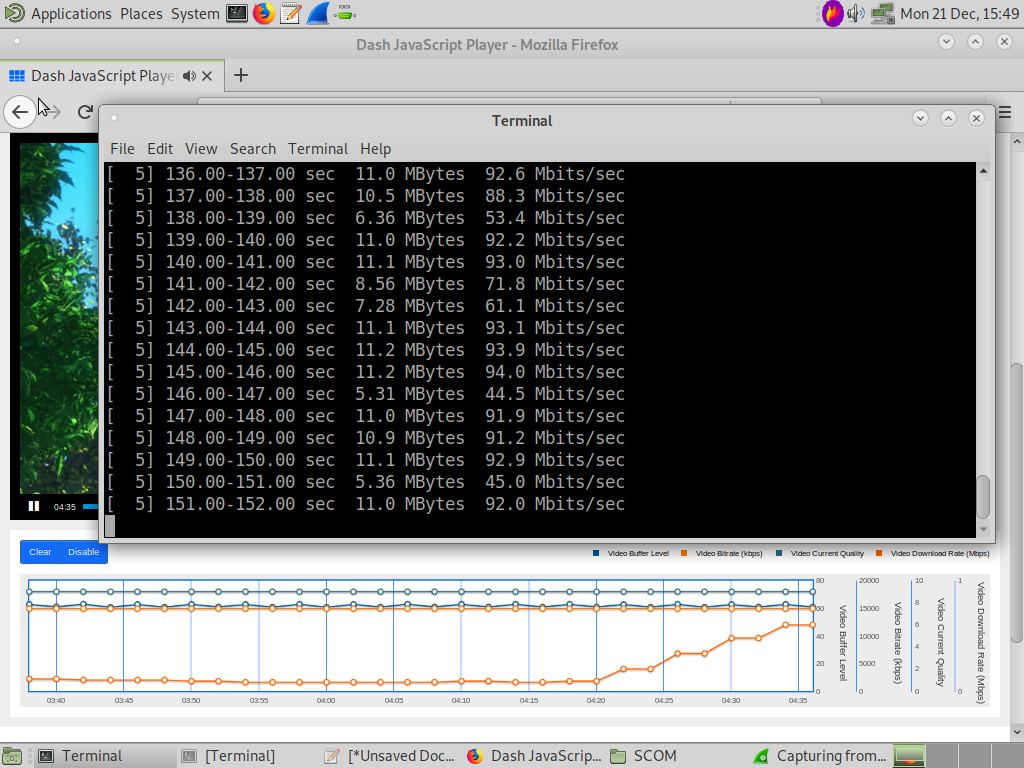 Applications Places System Mon 21 Dec, 15:49
Dash JavaScript Player - Mozilla Firefox
Dash JavaScript Playe
Terminal
File Edit View Search Terminal Help
[ 5] 136.00-137.00 sec 11.0 MBytes 92.6 Mbits/sec
[ 5] 137.00-138.00 sec 10.5 MBytes 88.3 Mbits/sec
[ 5] 138.00-139.00 sec 6.36 MBytes 53.4 Mbits/sec
[ 5] 139.00-140.00 sec 11.0 MBytes 92.2 Mbits/sec
[ 5] 140.00-141.00 sec 11.1 MBytes 93.0 Mbits/sec
[ 5] 141.00-142.00 sec 8.56 MBytes 71.8 Mbits/sec
[ 5] 142.00-143.00 sec 7.28 MBytes 61.1 Mbits/sec
[ 5] 143.00-144.00 sec 11.1 MBytes 93.1 Mbits/sec
[ 5] 144.00-145.00 sec 11.2 MBytes 93.9 Mbits/sec
[ 5] 145.00-146.00 sec 11.2 MBytes 94.0 Mbits/sec
[ 5] 146.00-147.00 sec 5.31 MBytes 44.5 Mbits/sec
[ 5] 147.00-148.00 sec 11.0 MBytes 91.9 Mbits/sec
[ 5] 148.00-149.00 sec 10.9 MBytes 91.2 Mbits/sec
[ 5] 149.00-150.00 sec 11.1 MBytes 92.9 Mbits/sec
[ 5] 150.00-151.00 sec 5.36 MBytes 45.0 Mbits/sec
[ 5] 151.00-152.00 sec 11.0 MBytes 92.0 Mbits/sec
04:35
Clear Disable Video Buffer Level Video Bitrate (kbps) Video Current Quality Video Download Rate (Mbps)
80 20000 10 1
8
60 15000
6
40 10000
4
20 5000
2
0 0 0 0
Video Buffer Level
Video Bitrate (kbps)
Video Current Quality
Video Download Rate (Mbps)
03:40 03:45 03:50 03:55 04:00 04:05 04:10 04:15 04:20 04:25 04:30 04:35
Terminal [Terminal] [*Unsaved Doc... Dash JavaScrip... SCOM Capturing from...